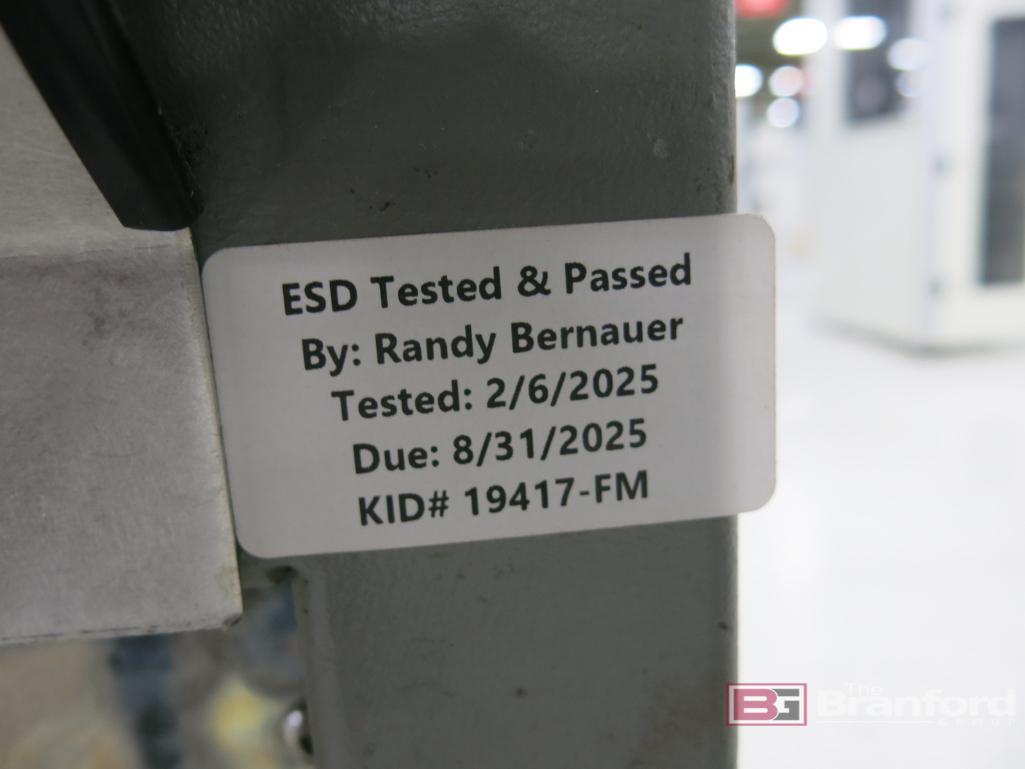 ESD Tested & Passed
By: Randy Bernauer
Tested: 2/6/2025
Due: 8/31/2025
KID# 19417-FM
BG The
Branford
GROUP